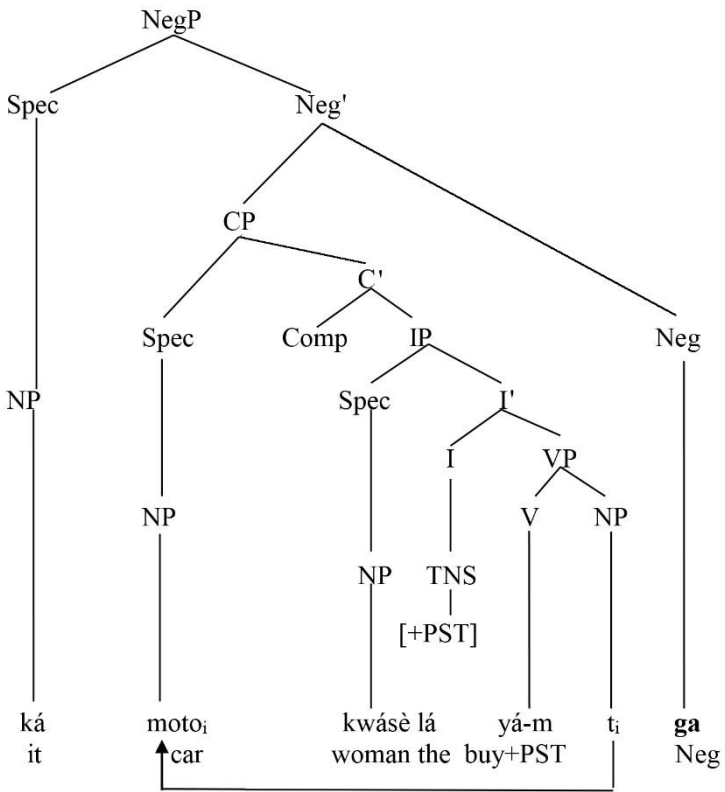 NegP
Spec Neg'
CP
C'
Spec Comp IP Neg
NP Spec I'
I VP
NP V NP
NP TNS
[+PST]
ká motoᵢ kwásè lá yá-m tᵢ ga
it car woman the buy+PST Neg